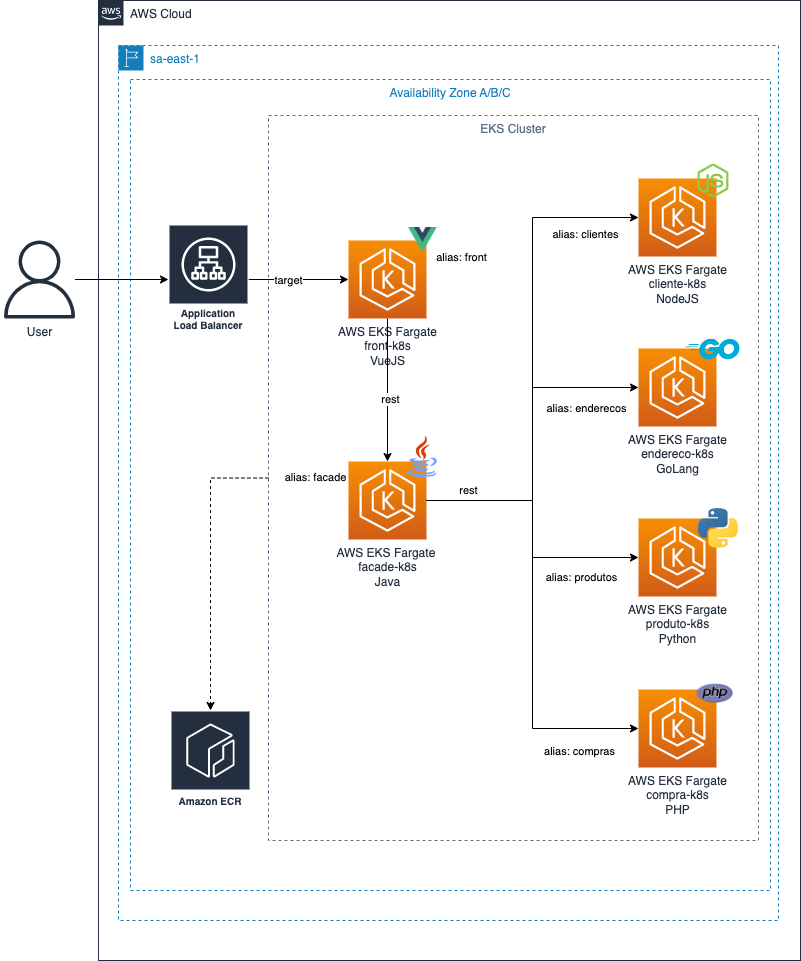 aws
AWS Cloud
sa-east-1
Availability Zone A/B/C
EKS Cluster
User
Application
Load Balancer
target
alias: front
AWS EKS Fargate
front-k8s
VueJS
rest
alias: facade
AWS EKS Fargate
facade-k8s
Java
rest
JS
alias: clientes
AWS EKS Fargate
cliente-k8s
NodeJS
GO
alias: enderecos
AWS EKS Fargate
endereco-k8s
GoLang
alias: produtos
AWS EKS Fargate
produto-k8s
Python
php
alias: compras
AWS EKS Fargate
compra-k8s
PHP
Amazon ECR
K
K
K
K
K
K